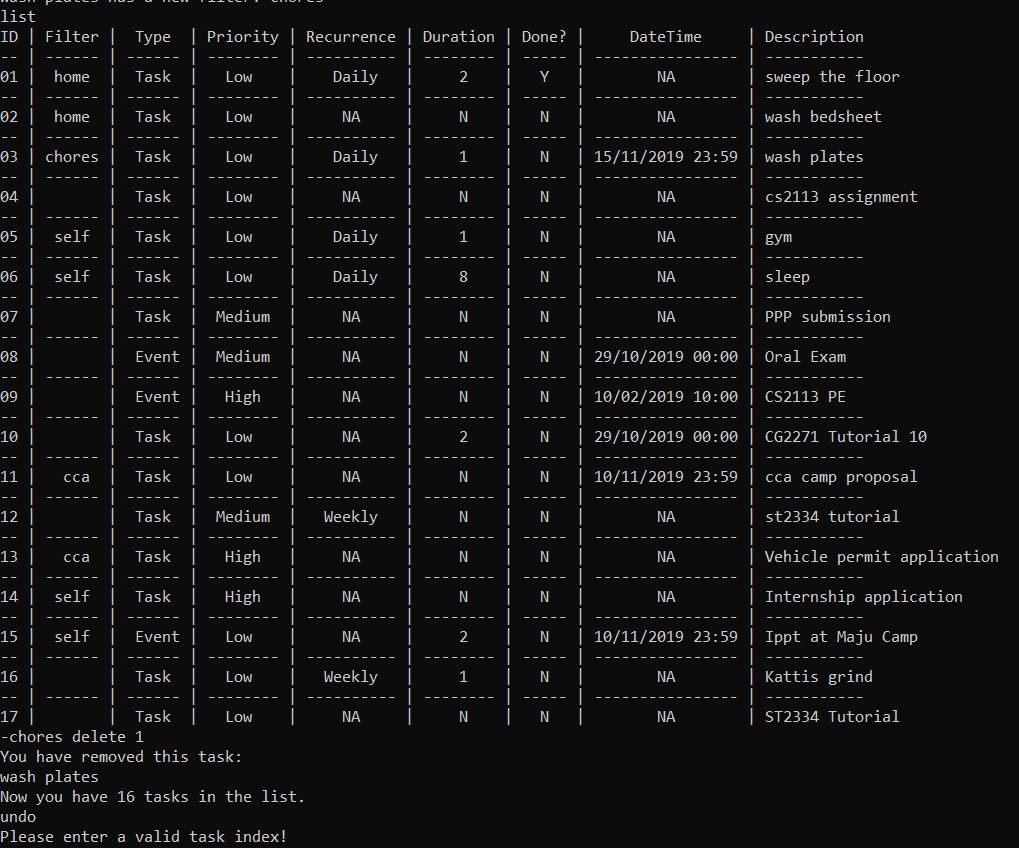 wash plates has a new filter: chores
list
ID | Filter |  Type  | Priority | Recurrence | Duration | Done? |     DateTime     | Description
-- | ------ | ------ | -------- | ---------- | -------- | ----- | ---------------- | -----------
01 |  home  |  Task  |  Low     |   Daily    |    2     |   Y   |        NA        | sweep the floor
-- | ------ | ------ | -------- | ---------- | -------- | ----- | ---------------- | -----------
02 |  home  |  Task  |  Low     |    NA      |    N     |   N   |        NA        | wash bedsheet
-- | ------ | ------ | -------- | ---------- | -------- | ----- | ---------------- | -----------
03 | chores |  Task  |  Low     |   Daily    |    1     |   N   | 15/11/2019 23:59 | wash plates
-- | ------ | ------ | -------- | ---------- | -------- | ----- | ---------------- | -----------
04 |        |  Task  |  Low     |    NA      |    N     |   N   |        NA        | cs2113 assignment
-- | ------ | ------ | -------- | ---------- | -------- | ----- | ---------------- | -----------
05 |  self  |  Task  |  Low     |   Daily    |    1     |   N   |        NA        | gym
-- | ------ | ------ | -------- | ---------- | -------- | ----- | ---------------- | -----------
06 |  self  |  Task  |  Low     |   Daily    |    8     |   N   |        NA        | sleep
-- | ------ | ------ | -------- | ---------- | -------- | ----- | ---------------- | -----------
07 |        |  Task  |  Medium  |    NA      |    N     |   N   |        NA        | PPP submission
-- | ------ | ------ | -------- | ---------- | -------- | ----- | ---------------- | -----------
08 |        |  Event |  Medium  |    NA      |    N     |   N   | 29/10/2019 00:00 | Oral Exam
-- | ------ | ------ | -------- | ---------- | -------- | ----- | ---------------- | -----------
09 |        |  Event |  High    |    NA      |    N     |   N   | 10/02/2019 10:00 | CS2113 PE
-- | ------ | ------ | -------- | ---------- | -------- | ----- | ---------------- | -----------
10 |        |  Task  |  Low     |    NA      |    2     |   N   | 29/10/2019 00:00 | CG2271 Tutorial 10
-- | ------ | ------ | -------- | ---------- | -------- | ----- | ---------------- | -----------
11 |   cca  |  Task  |  Low     |    NA      |    N     |   N   | 10/11/2019 23:59 | cca camp proposal
-- | ------ | ------ | -------- | ---------- | -------- | ----- | ---------------- | -----------
12 |        |  Task  |  Medium  |   Weekly   |    N     |   N   |        NA        | st2334 tutorial
-- | ------ | ------ | -------- | ---------- | -------- | ----- | ---------------- | -----------
13 |   cca  |  Task  |  High    |    NA      |    N     |   N   |        NA        | Vehicle permit application
-- | ------ | ------ | -------- | ---------- | -------- | ----- | ---------------- | -----------
14 |  self  |  Task  |  High    |    NA      |    N     |   N   |        NA        | Internship application
-- | ------ | ------ | -------- | ---------- | -------- | ----- | ---------------- | -----------
15 |  self  |  Event |  Low     |    NA      |    2     |   N   | 10/11/2019 23:59 | Ippt at Maju Camp
-- | ------ | ------ | -------- | ---------- | -------- | ----- | ---------------- | -----------
16 |        |  Task  |  Low     |   Weekly   |    1     |   N   |        NA        | Kattis grind
-- | ------ | ------ | -------- | ---------- | -------- | ----- | ---------------- | -----------
17 |        |  Task  |  Low     |    NA      |    N     |   N   |        NA        | ST2334 Tutorial
-chores delete 1
You have removed this task:
wash plates
Now you have 16 tasks in the list.
undo
Please enter a valid task index!